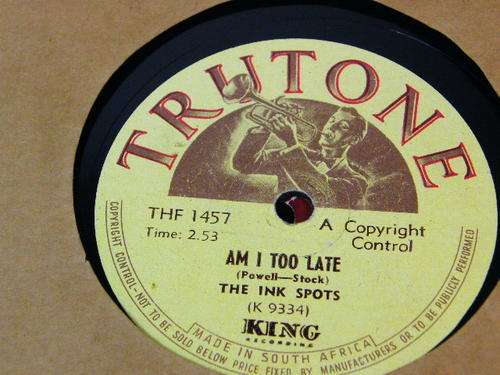 TRUTONE
THF 1457
Time: 2.53
A Copyright
Control
AM I TOO LATE
(Powell—Stock)
THE INK SPOTS
(K 9334)
KING
RECORDING
MADE IN SOUTH AFRICA
COPYRIGHT CONTROL-NOT TO BE SOLD BELOW PRICE FIXED BY MANUFACTURERS OR TO BE PUBLICLY PERFORMED